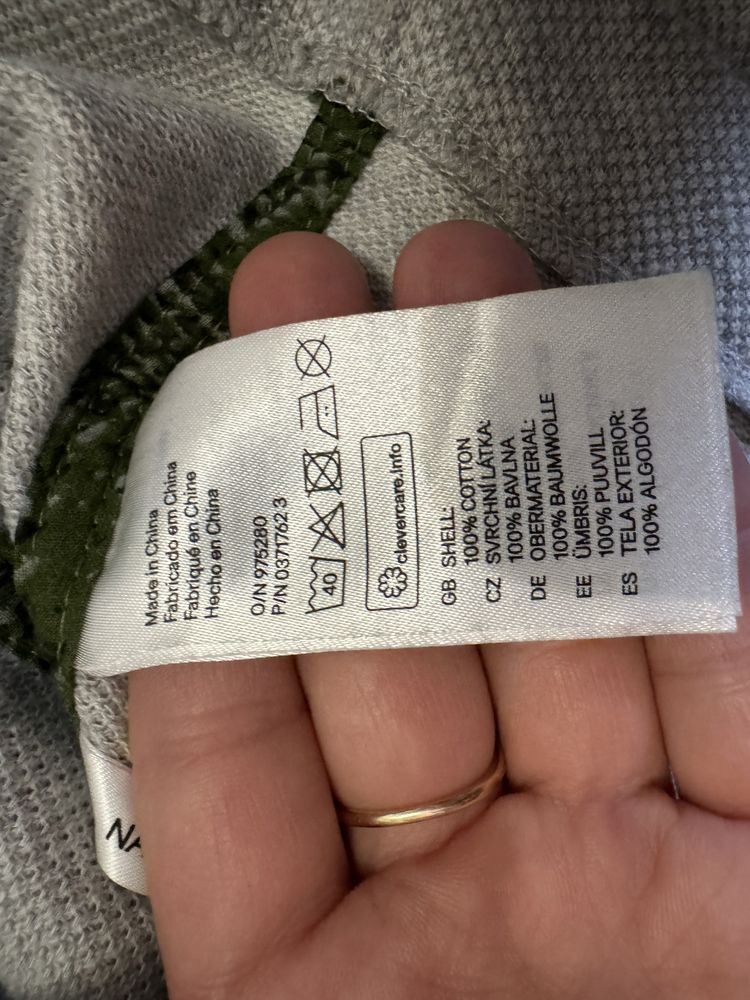 Made in China
Fabricado em China
Fabriqué en Chine
Hecho en China
O/N 975280
P/N 03717623
40
clevercare.info
GB SHELL:
100% COTTON
CZ SVRCHNÍ LÁTKA:
100% BAVLNA
DE OBERMATERIAL:
100% BAUMWOLLE
EE ÜMBRIS:
100% PUUVILL
ES TELA EXTERIOR:
100% ALGODÓN